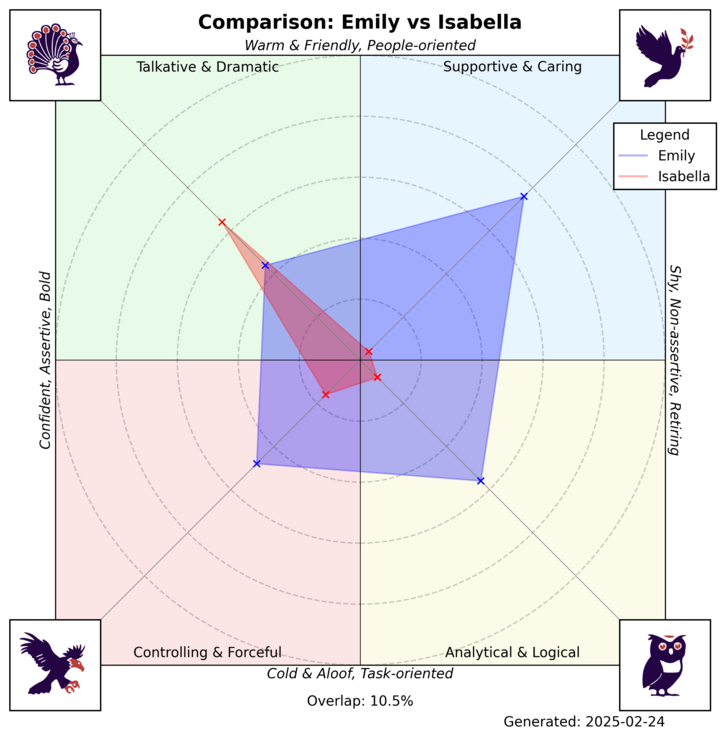 Comparison: Emily vs Isabella
Warm & Friendly, People-oriented
Talkative & Dramatic
Supportive & Caring
Legend
Emily
Isabella
Confident, Assertive, Bold
Shy, Non-assertive, Retiring
Controlling & Forceful
Analytical & Logical
Cold & Aloof, Task-oriented
Overlap: 10.5%
Generated: 2025-02-24